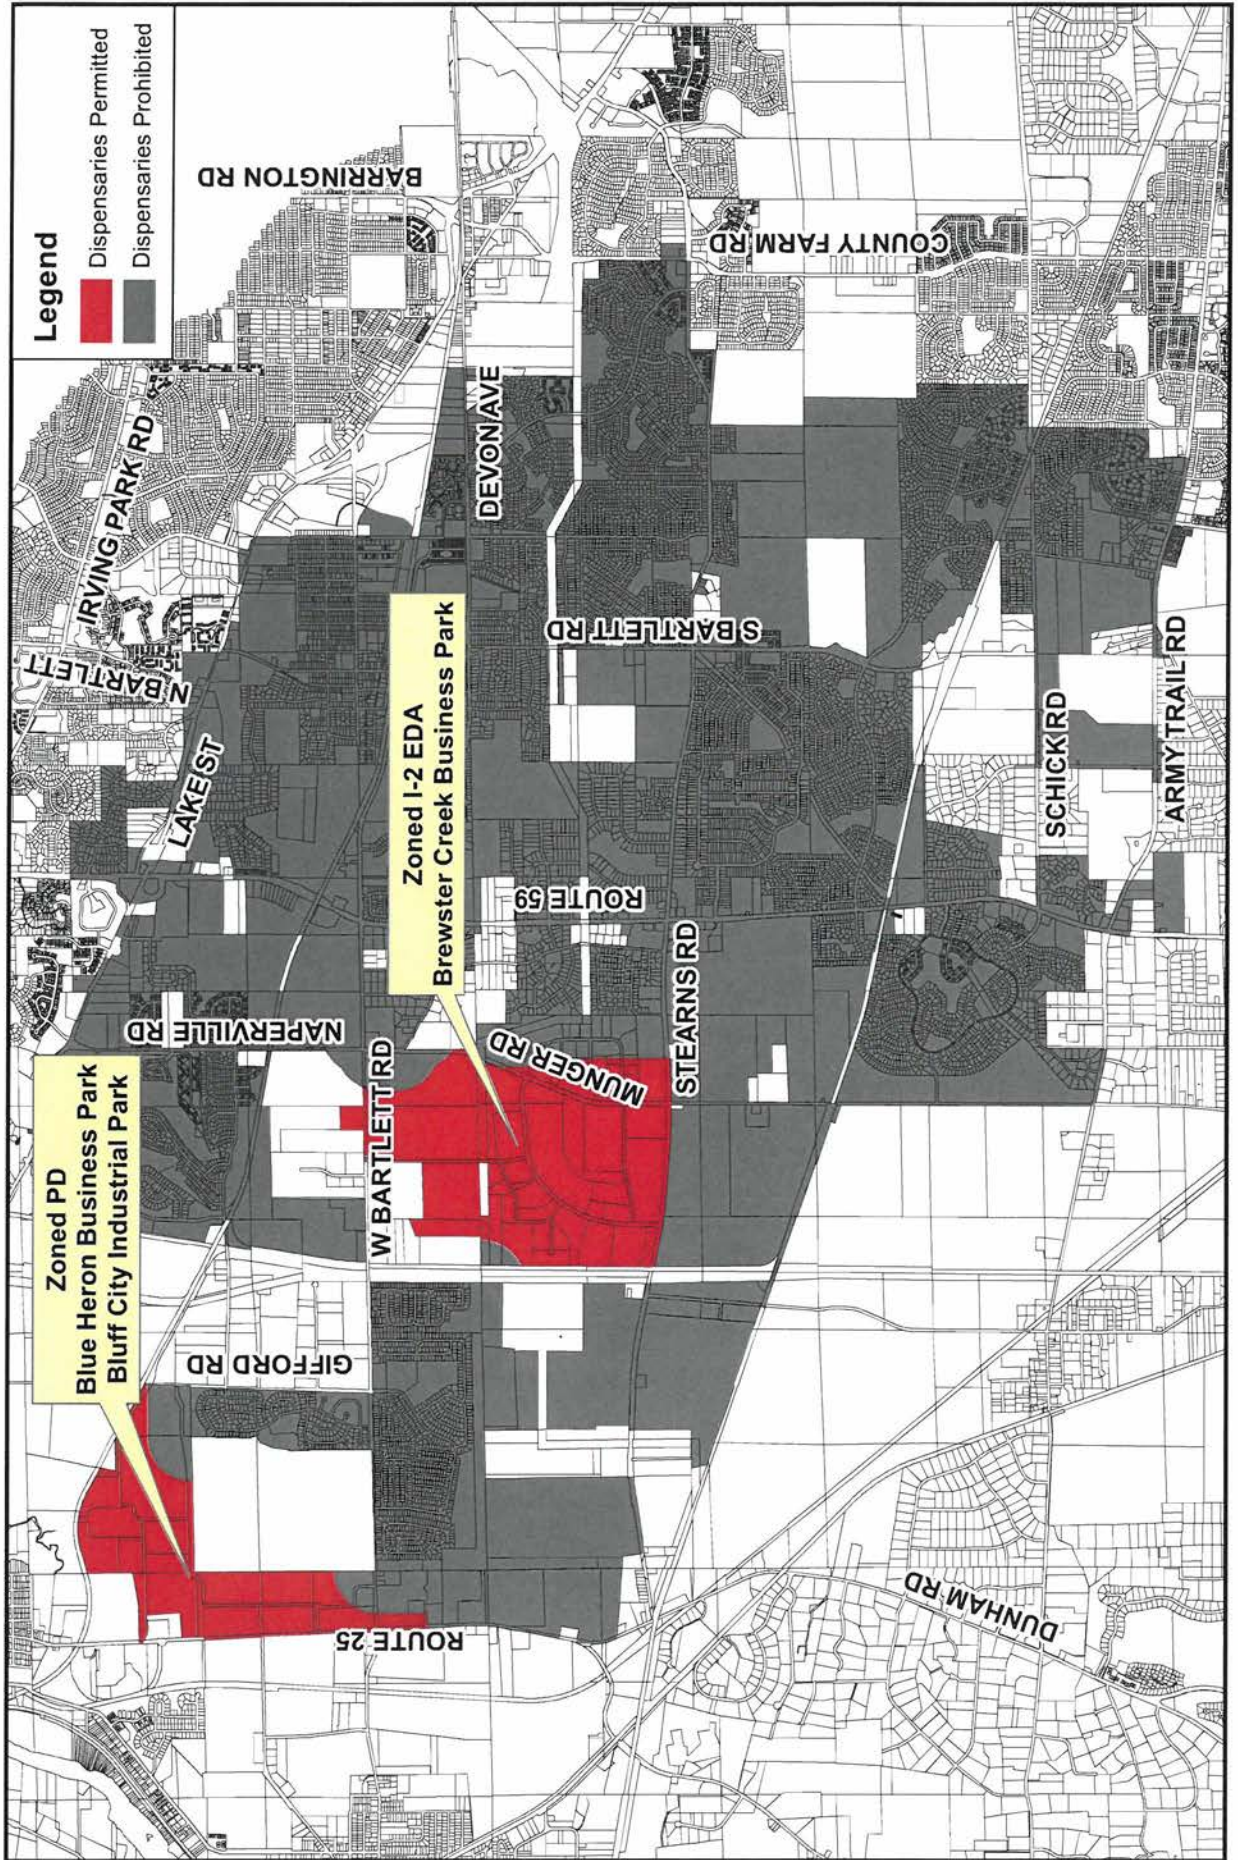 Legend
Dispensaries Permitted
Dispensaries Prohibited
Zoned PD
Blue Heron Business Park
Bluff City Industrial Park
Zoned I-2 EDA
Brewster Creek Business Park
IRVING PARK RD
N BARTLETT
LAKE ST
BARRINGTON RD
NAPERVILLE RD
GIFFORD RD
W BARTLETT RD
ROUTE 25
DEVON AVE
MUNGER RD
ROUTE 59
S BARTLETT RD
STEARNS RD
COUNTY FARM RD
SCHICK RD
ARMY TRAIL RD
DUNHAM RD